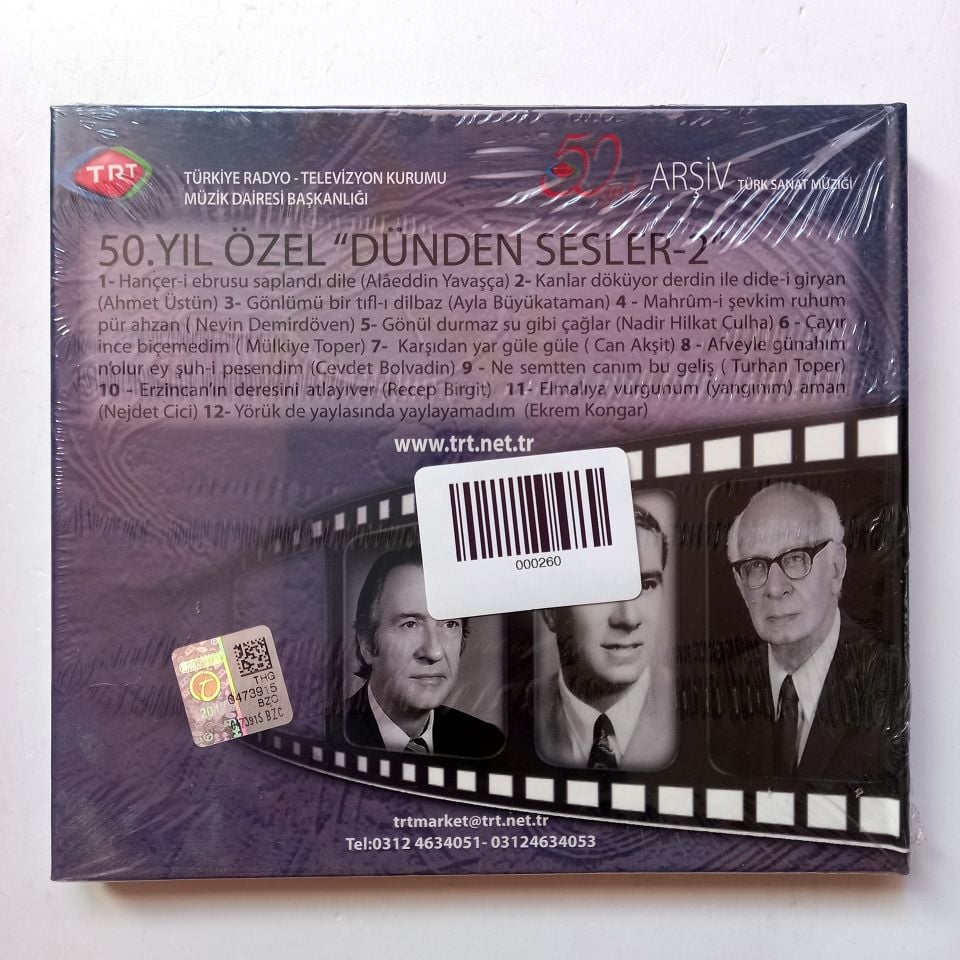 TRT
TÜRKİYE RADYO - TELEVİZYON KURUMU
MÜZİK DAİRESİ BAŞKANLIĞI
50
ARŞİV TÜRK SANAT MÜZİĞİ
50.YIL ÖZEL “DÜNDEN SESLER-2“
1- Hançer-i ebrusu saplandı dile (Alâeddin Yavaşça) 2- Kanlar döküyor derdin ile dide-i giryan
(Ahmet Üstün) 3- Gönlümü bir tıfl-ı dilbaz (Ayla Büyükataman) 4 - Mahrûm-i şevkim ruhum
pür ahzan ( Nevin Demirdöven) 5- Gönül durmaz su gibi çağlar (Nadir Hilkat Çulha) 6 - Çayır
ince biçemedim ( Mülkiye Toper) 7- Karşıdan yar güle güle ( Can Akşit) 8 - Afveyle günahım
n'olur ey şuh-i pesendim (Cevdet Bolvadin) 9 - Ne semtten canım bu geliş ( Turhan Toper)
10 - Erzincan'ın deresini atlayıver (Recep Birgit) 11- Elmalıya vurgunum (yangınım) aman
(Nejdet Cici) 12- Yörük de yaylasında yaylayamadım (Ekrem Kongar)
www.trt.net.tr
000260
THG
0473915
BZC
0473915 BZC
trtmarket@trt.net.tr
Tel:0312 4634051- 03124634053